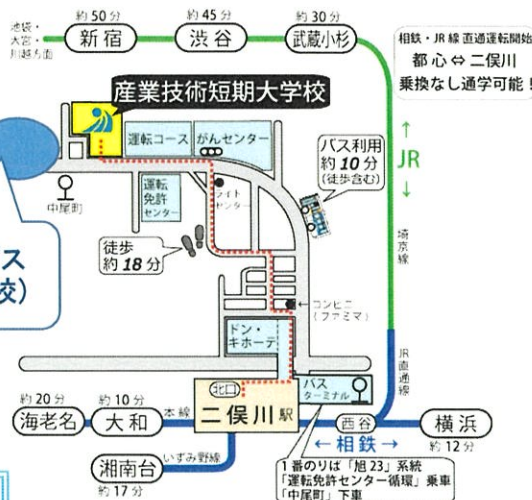 池袋・
大宮・
川越方面
約50分
新宿
約45分
渋谷
約30分
武蔵小杉
相鉄・JR線 直通運転開始
都心⇔二俣川
乗換なし通学可能!
産業技術短期大学校
運転コース
がんセンター
バス利用
約10分
(徒歩含む)
↑
JR
↓
中尾町
運転
免許
センター
ライト
センター
埼京線
ス
校)
徒歩
約18分
←コンビニ
(ファミマ)
ドン・
キホーテ
JR直通線
北口
二俣川駅
バス
ターミナル
約20分
海老名
約10分
大和
本線
西谷
横浜
約12分
←相鉄→
湘南台
約17分
いずみ野線
1番のりば「旭23」系統
「運転免許センター循環」乗車
「中尾町」下車